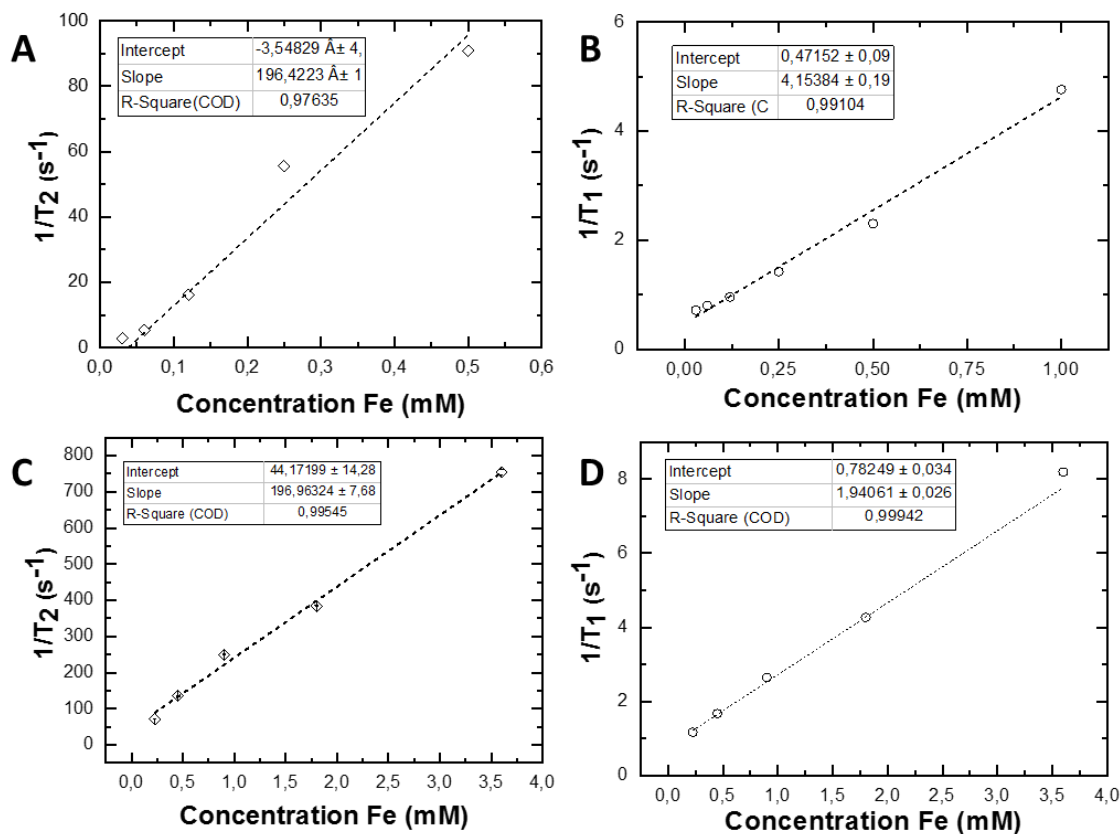 A
Intercept -3,54829 Â± 4,
Slope 196,4223 Â± 1
R-Square(COD) 0,97635
100
80
60
40
20
0
1/T2 (s-1)
0,0 0,1 0,2 0,3 0,4 0,5 0,6
Concentration Fe (mM)
B
Intercept 0,47152 ± 0,09
Slope 4,15384 ± 0,19
R-Square (C 0,99104
6
4
2
0
1/T1 (s-1)
0,00 0,25 0,50 0,75 1,00
Concentration Fe (mM)
C
Intercept 44,17199 ± 14,28
Slope 196,96324 ± 7,68
R-Square (COD) 0,99545
800
700
600
500
400
300
200
100
0
1/T2 (s-1)
0,0 0,5 1,0 1,5 2,0 2,5 3,0 3,5 4,0
Concentration Fe (mM)
D
Intercept 0,78249 ± 0,034
Slope 1,94061 ± 0,026
R-Square (COD) 0,99942
8
6
4
2
0
1/T1 (s-1)
0,0 0,5 1,0 1,5 2,0 2,5 3,0 3,5 4,0
Concentration Fe (mM)